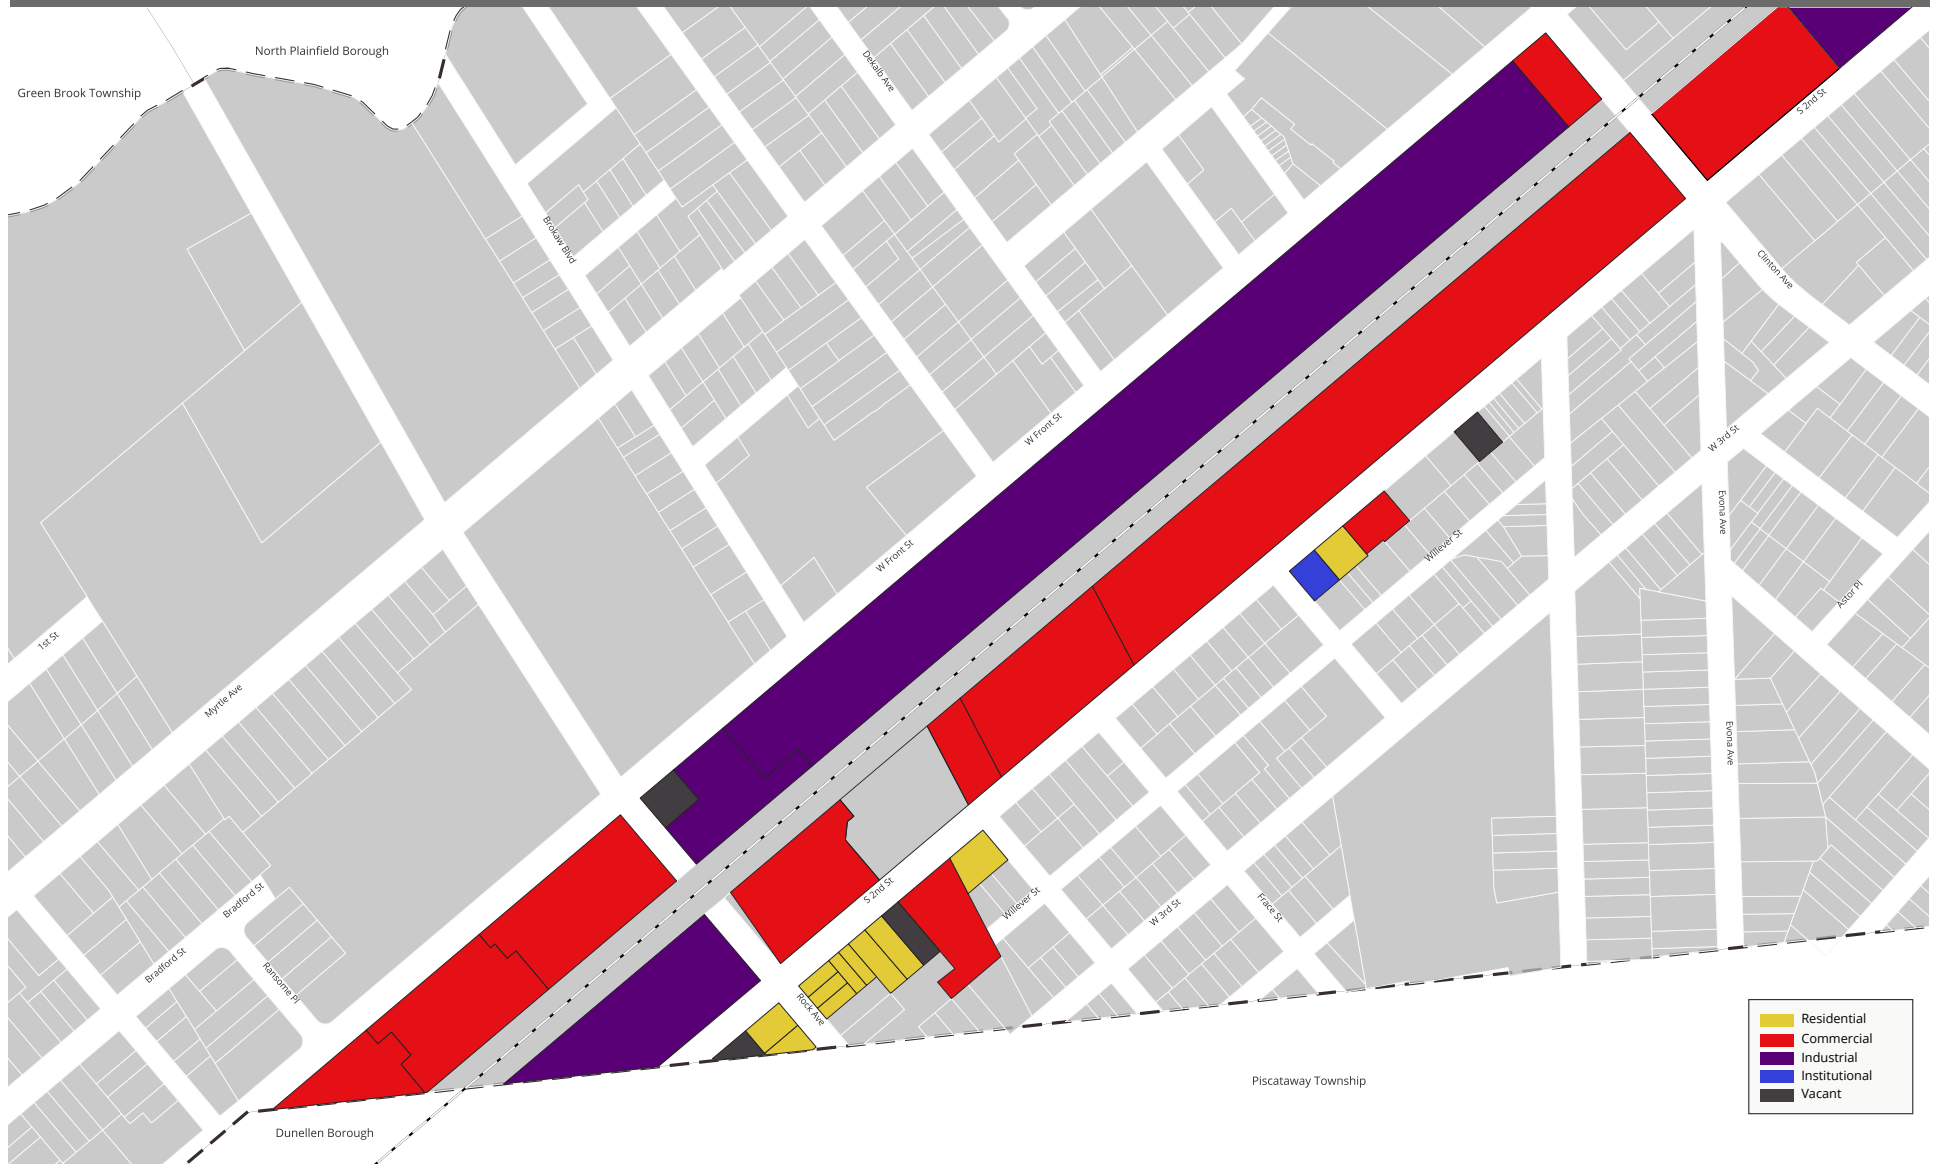 North Plainfield Borough
Green Brook Township
Dekalb Ave
S 2nd St
Brokaw Blvd
Clinton Ave
W Front St
W 3rd St
Evona Ave
W Front St
Willever St
Astor Pl
1st St
Myrtle Ave
Evona Ave
S 2nd St
Bradford St
Willever St
W 3rd St
Frace St
Bradford St
Ransome Pl
Rock Ave
Residential
Commercial
Industrial
Institutional
Vacant
Piscataway Township
Dunellen Borough